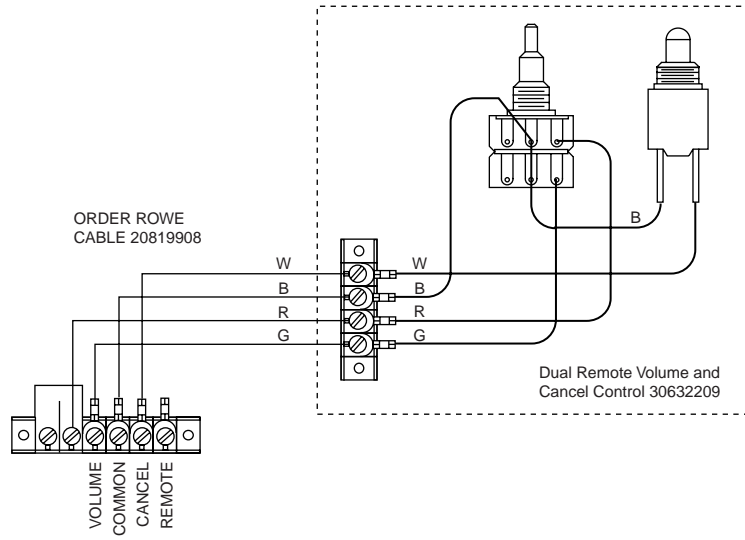 B
ORDER ROWE
CABLE 20819908
W
W
B
B
R
R
G
G
Dual Remote Volume and
Cancel Control 30632209
VOLUME
COMMON
CANCEL
REMOTE